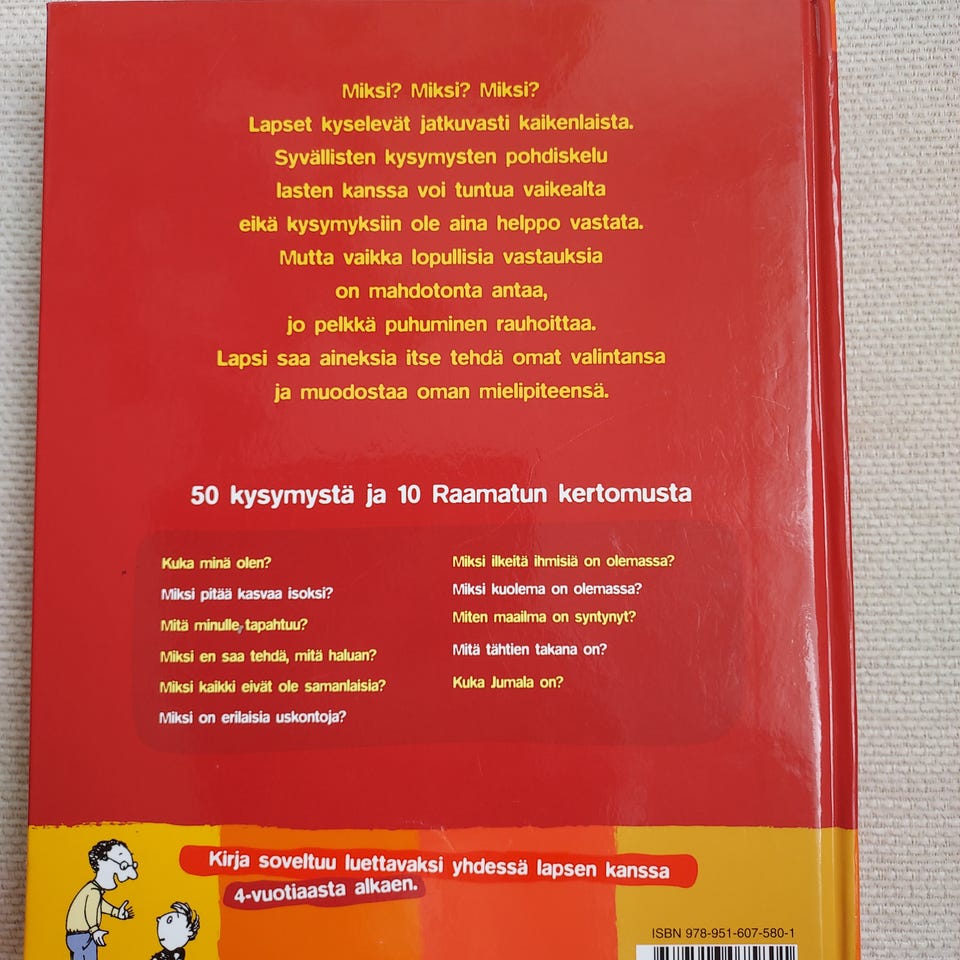 Miksi? Miksi? Miksi?
Lapset kyselevät jatkuvasti kaikenlaista.
Syvällisten kysymysten pohdiskelu
lasten kanssa voi tuntua vaikealta
eikä kysymyksiin ole aina helppo vastata.
Mutta vaikka lopullisia vastauksia
on mahdotonta antaa,
jo pelkkä puhuminen rauhoittaa.
Lapsi saa aineksia itse tehdä omat valintansa
ja muodostaa oman mielipiteensä.
50 kysymystä ja 10 Raamatun kertomusta
Kuka minä olen?
Miksi pitää kasvaa isoksi?
Mitä minulle tapahtuu?
Miksi en saa tehdä, mitä haluan?
Miksi kaikki eivät ole samanlaisia?
Miksi on erilaisia uskontoja?
Miksi ilkeitä ihmisiä on olemassa?
Miksi kuolema on olemassa?
Miten maailma on syntynyt?
Mitä tähtien takana on?
Kuka Jumala on?
Kirja soveltuu luettavaksi yhdessä lapsen kanssa
4-vuotiaasta alkaen.
ISBN 978-951-607-580-1